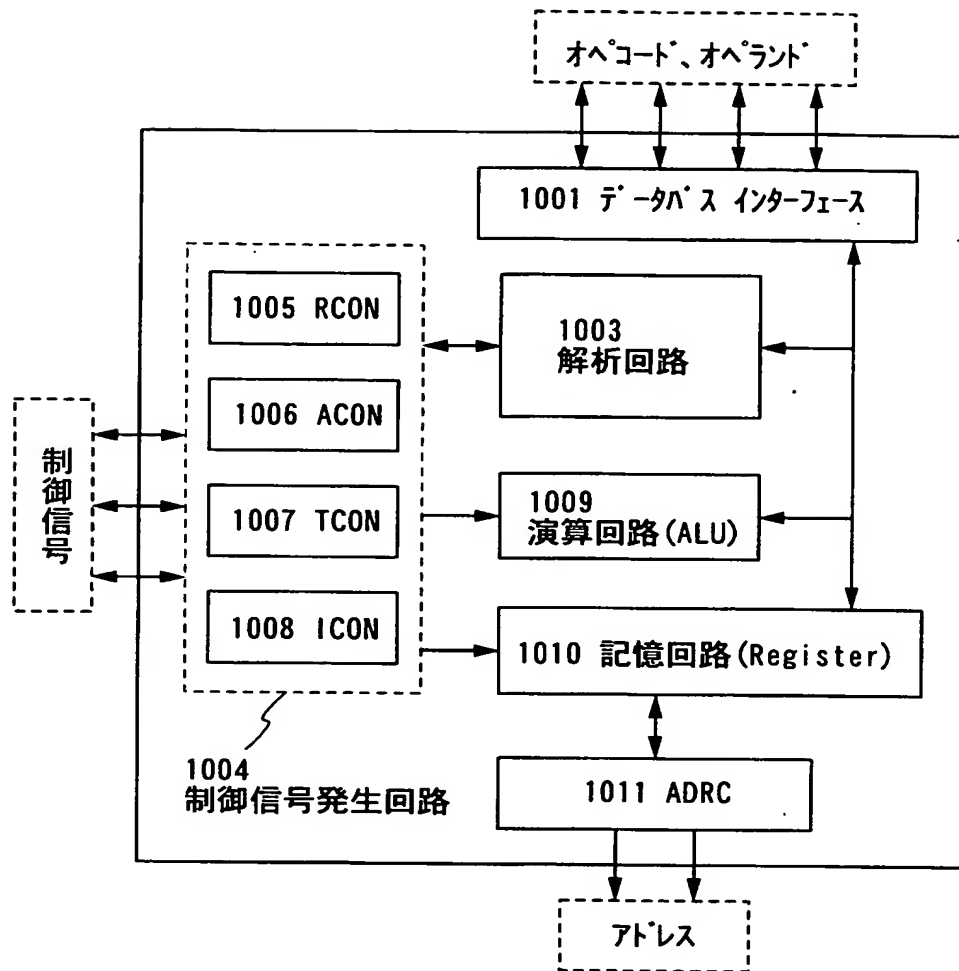 オペコード、オペランド
1001 データバス インターフェース
1005 RCON
1003
解析回路
1006 ACON
制御信号
1007 TCON
1009
演算回路(ALU)
1008 ICON
1010 記憶回路(Register)
1004
制御信号発生回路
1011 ADRC
アドレス